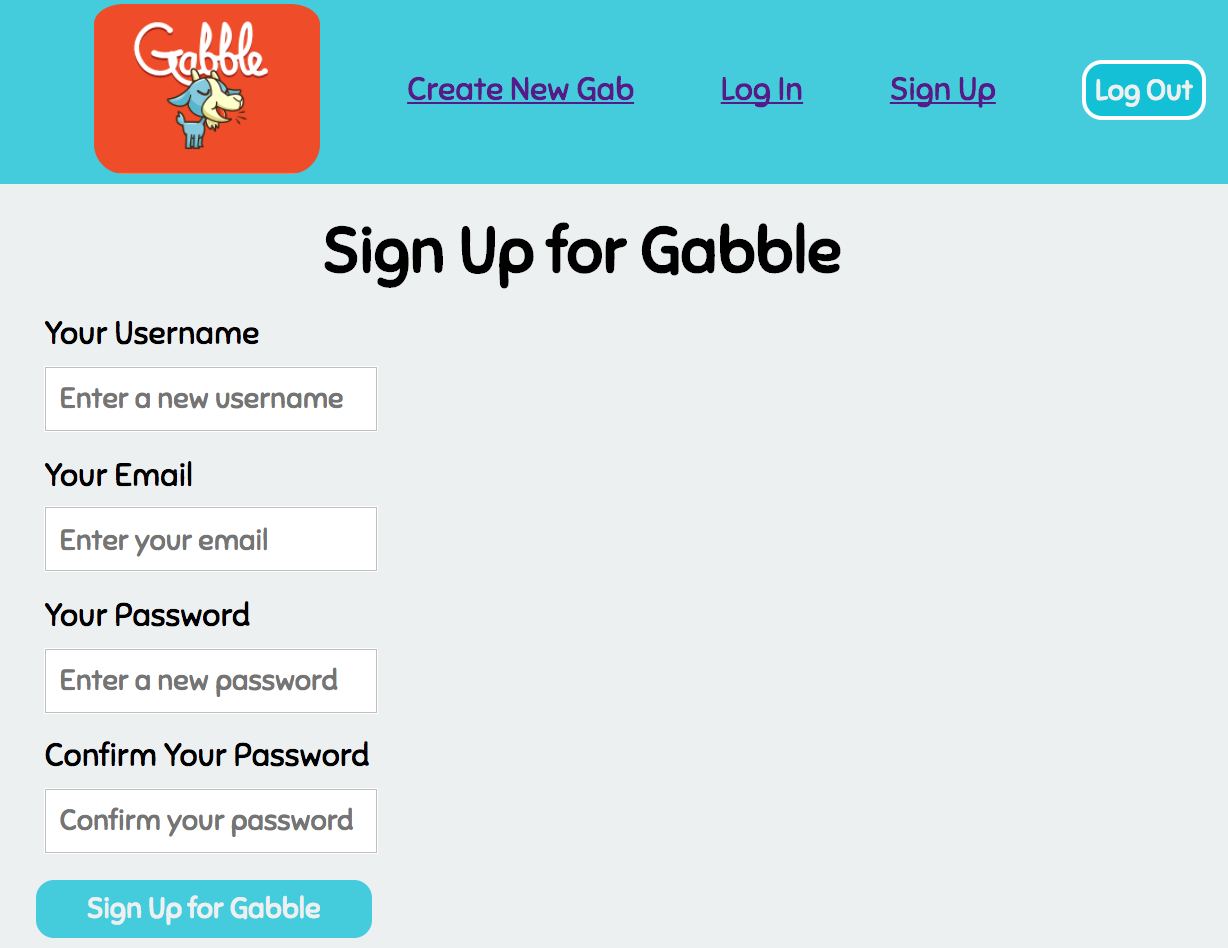 Gabble
Create New Gab Log In Sign Up Log Out
Sign Up for Gabble
Your Username
Enter a new username
Your Email
Enter your email
Your Password
Enter a new password
Confirm Your Password
Confirm your password
Sign Up for Gabble